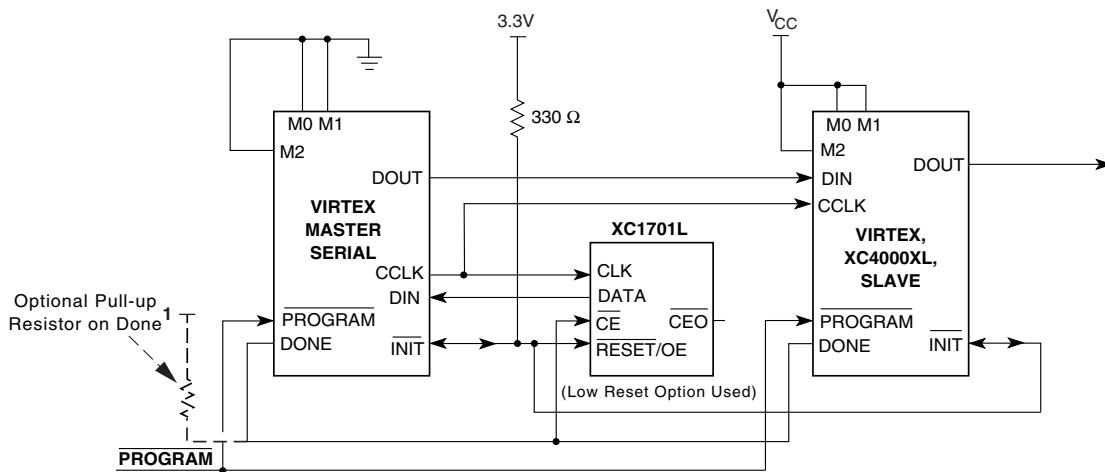 3.3V
VCC
330 Ω
M0 M1
M2
DOUT
VIRTEX
MASTER
SERIAL
CCLK
DIN
PROGRAM
DONE
INIT
Optional Pull-up
Resistor on Done1
XC1701L
CLK
DATA
CE
CEO
RESET/OE
(Low Reset Option Used)
M0 M1
M2
DOUT
DIN
CCLK
VIRTEX,
XC4000XL,
SLAVE
PROGRAM
DONE
INIT
PROGRAM